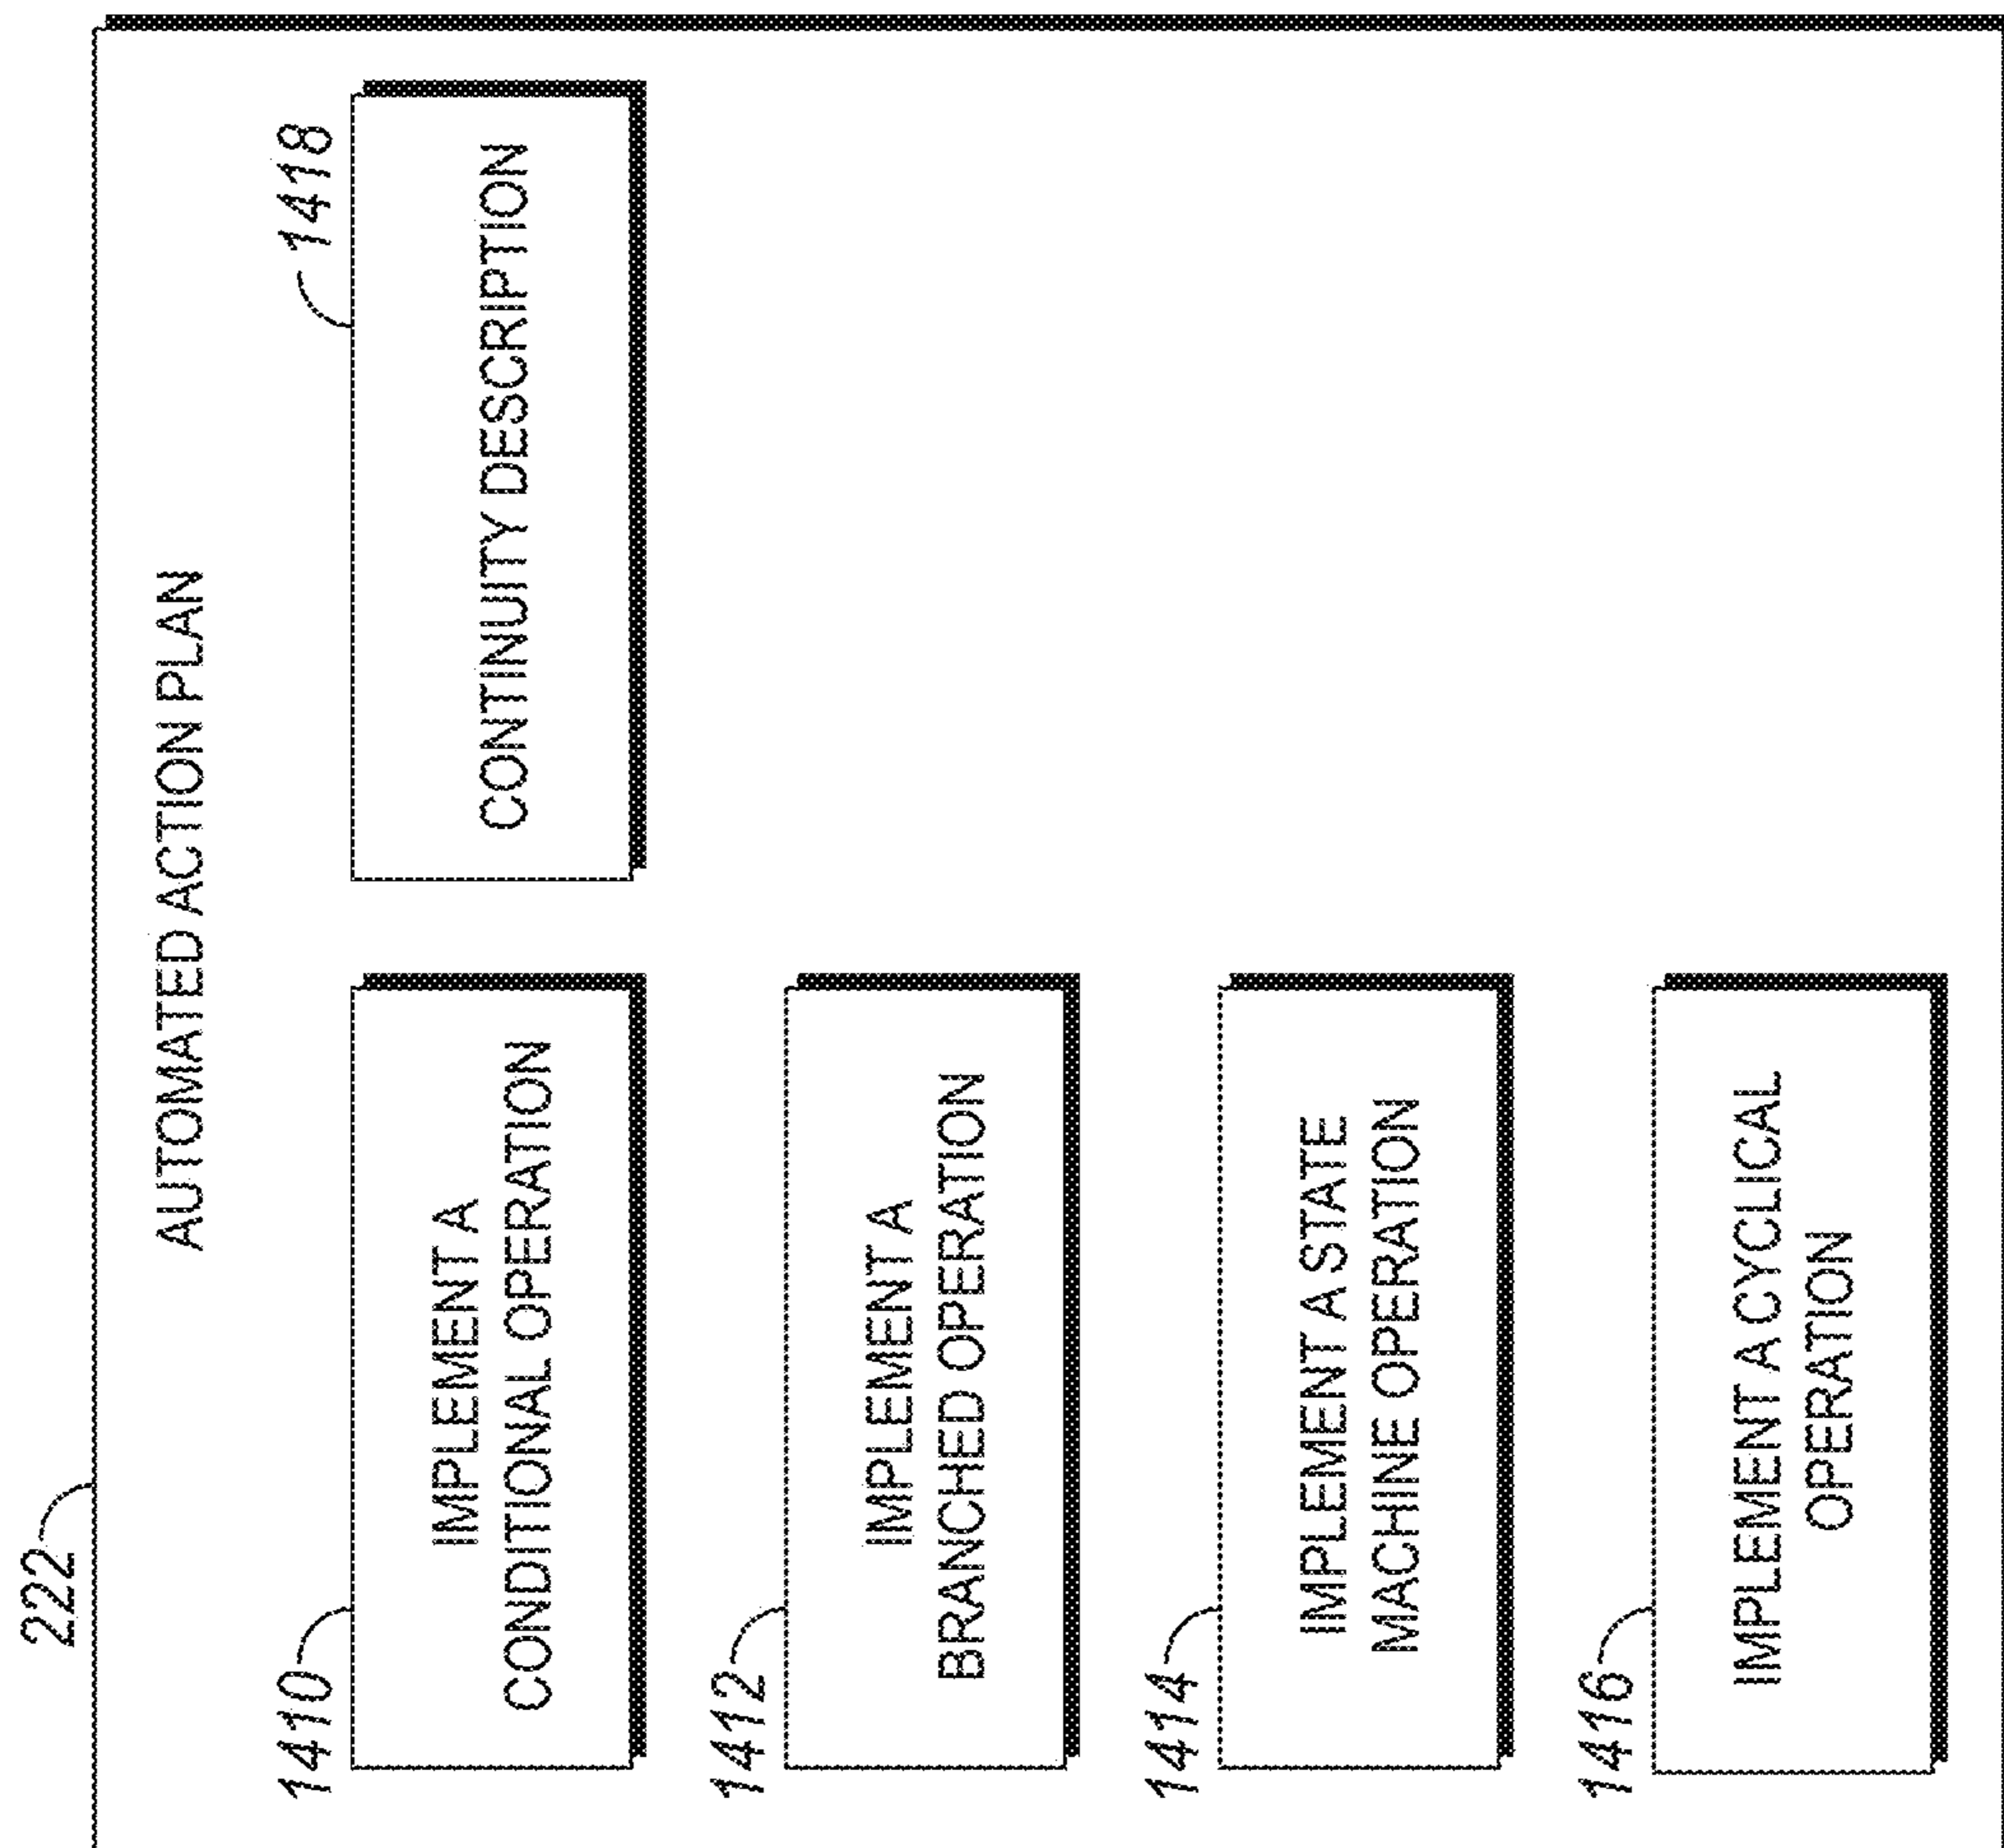 222
AUTOMATED ACTION PLAN
1410
IMPLEMENT A
CONDITIONAL OPERATION
1418
CONTINUITY DESCRIPTION
1412
IMPLEMENT A
BRANCHED OPERATION
1414
IMPLEMENT A STATE
MACHINE OPERATION
1416
IMPLEMENT A CYCLICAL
OPERATION